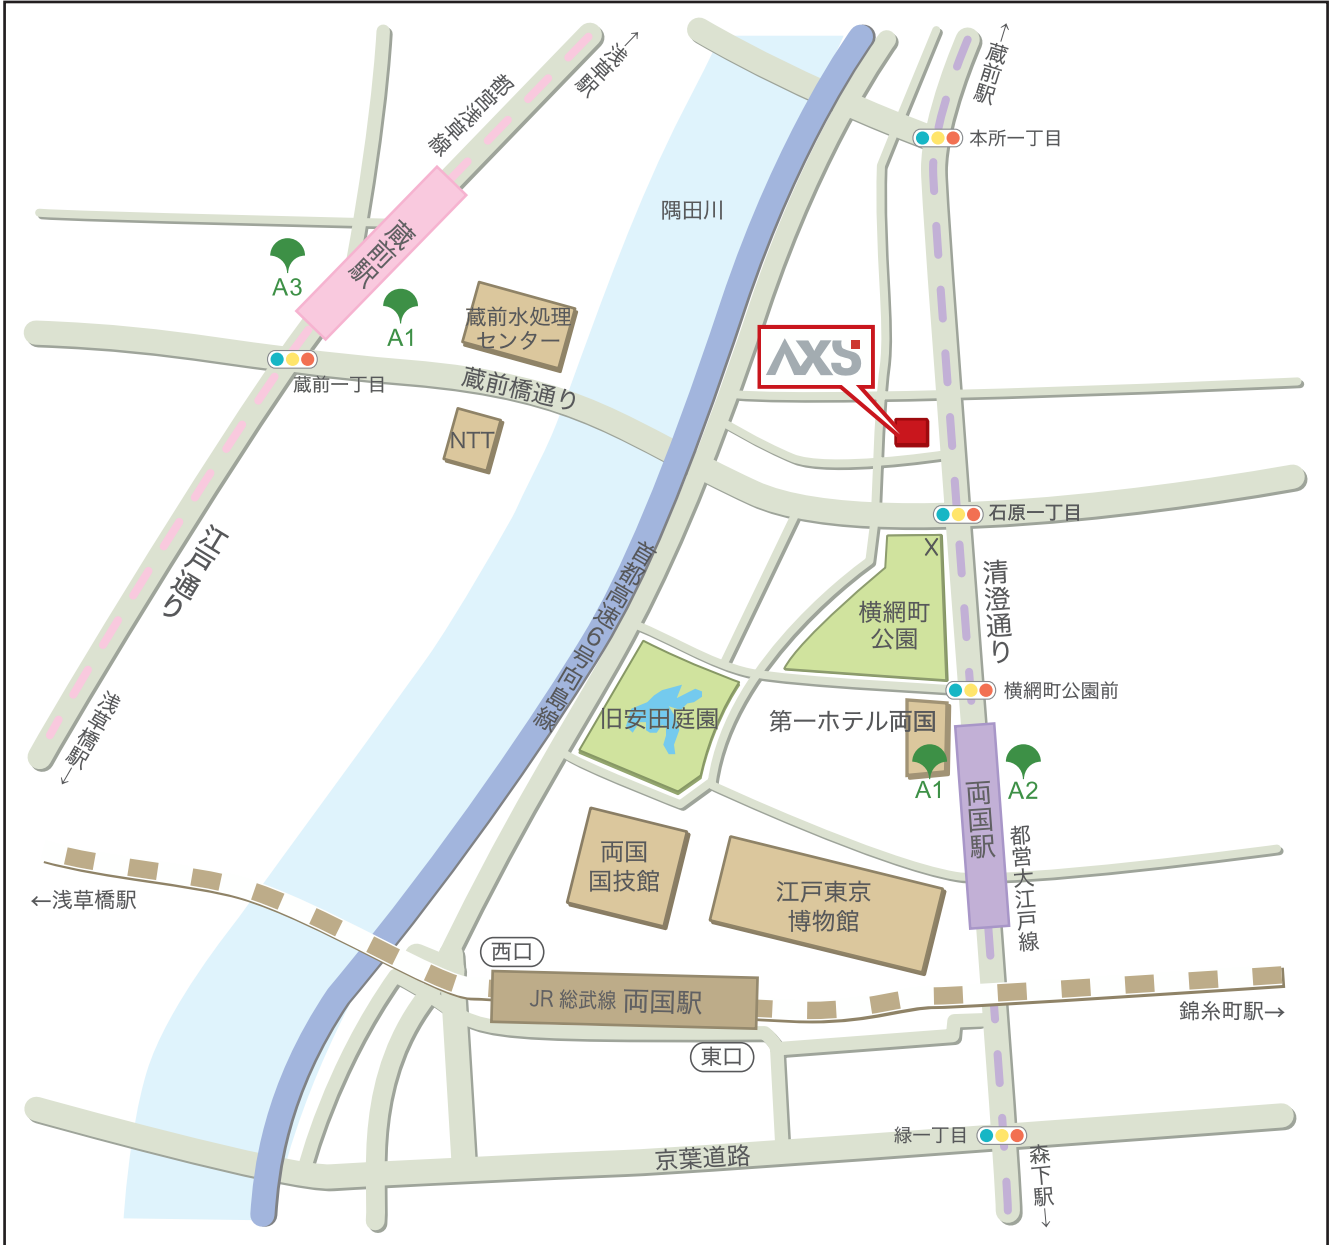 浅草駅→
都営浅草線
←蔵前駅
本所一丁目
隅田川
蔵前駅
A3
A1
蔵前水処理
センター
AXS
蔵前一丁目
蔵前橋通り
NTT
石原一丁目
X
江戸通り
首都高速6号向島線
清澄通り
横網町
公園
横網町公園前
浅草橋駅→
旧安田庭園
第一ホテル両国
A1
A2
両国駅
都営大江戸線
両国
国技館
江戸東京
博物館
←浅草橋駅
西口
JR 総武線 両国駅
錦糸町駅→
東口
緑一丁目
京葉道路
森下駅→